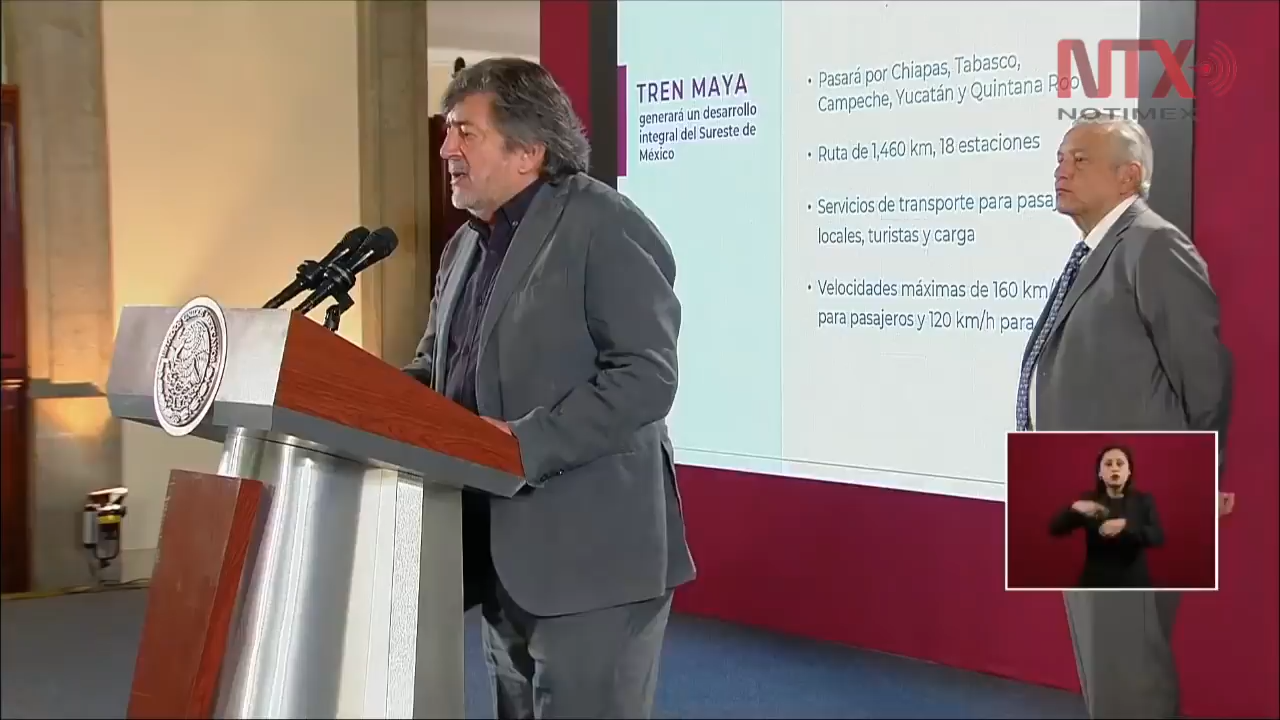 TREN MAYA
generará un desarrollo
integral del Sureste de
México
• Pasará por Chiapas, Tabasco,
Campeche, Yucatán y Quintana Roo
• Ruta de 1,460 km, 18 estaciones
• Servicios de transporte para
locales, turistas y carga
• Velocidades máximas de 160
para pasajeros y 120 km/h para
NTX
NOTIMEX